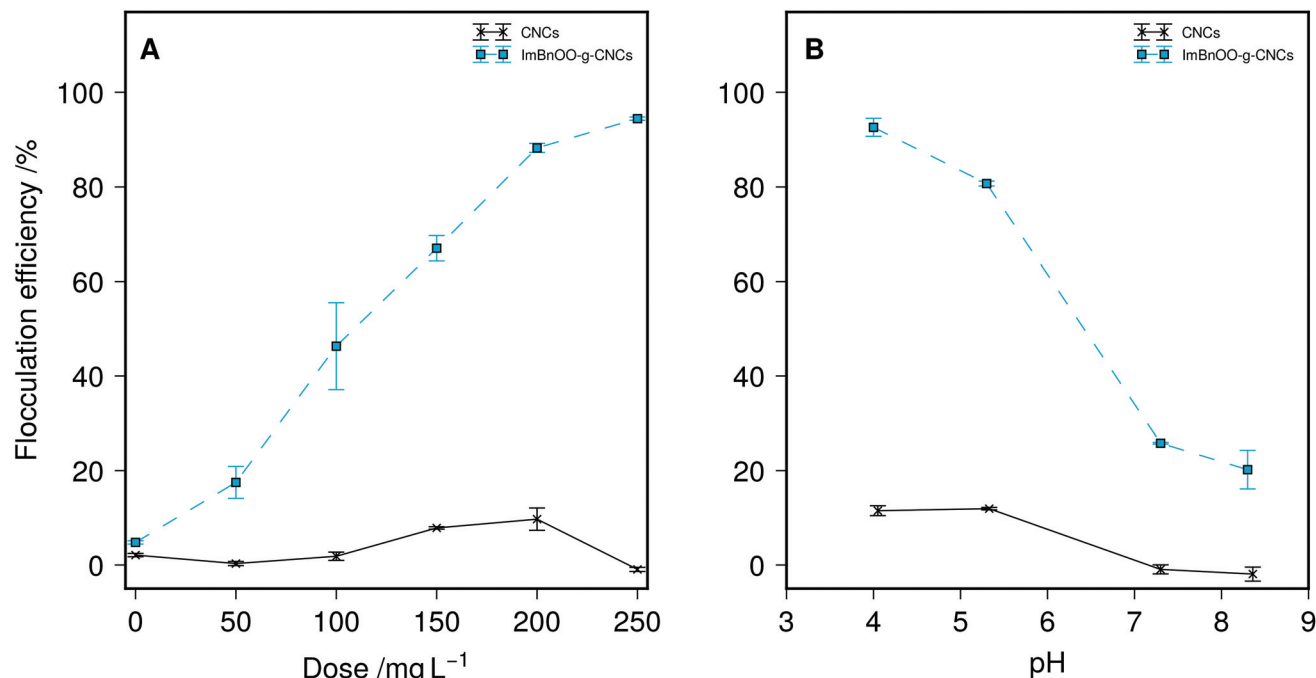 A
CNCs
ImBnOO-g-CNCs
Flocculation efficiency /%
100
80
60
40
20
0
0 50 100 150 200 250
Dose /mg L⁻¹
B
CNCs
ImBnOO-g-CNCs
100
80
60
40
20
0
3 4 5 6 7 8 9
pH